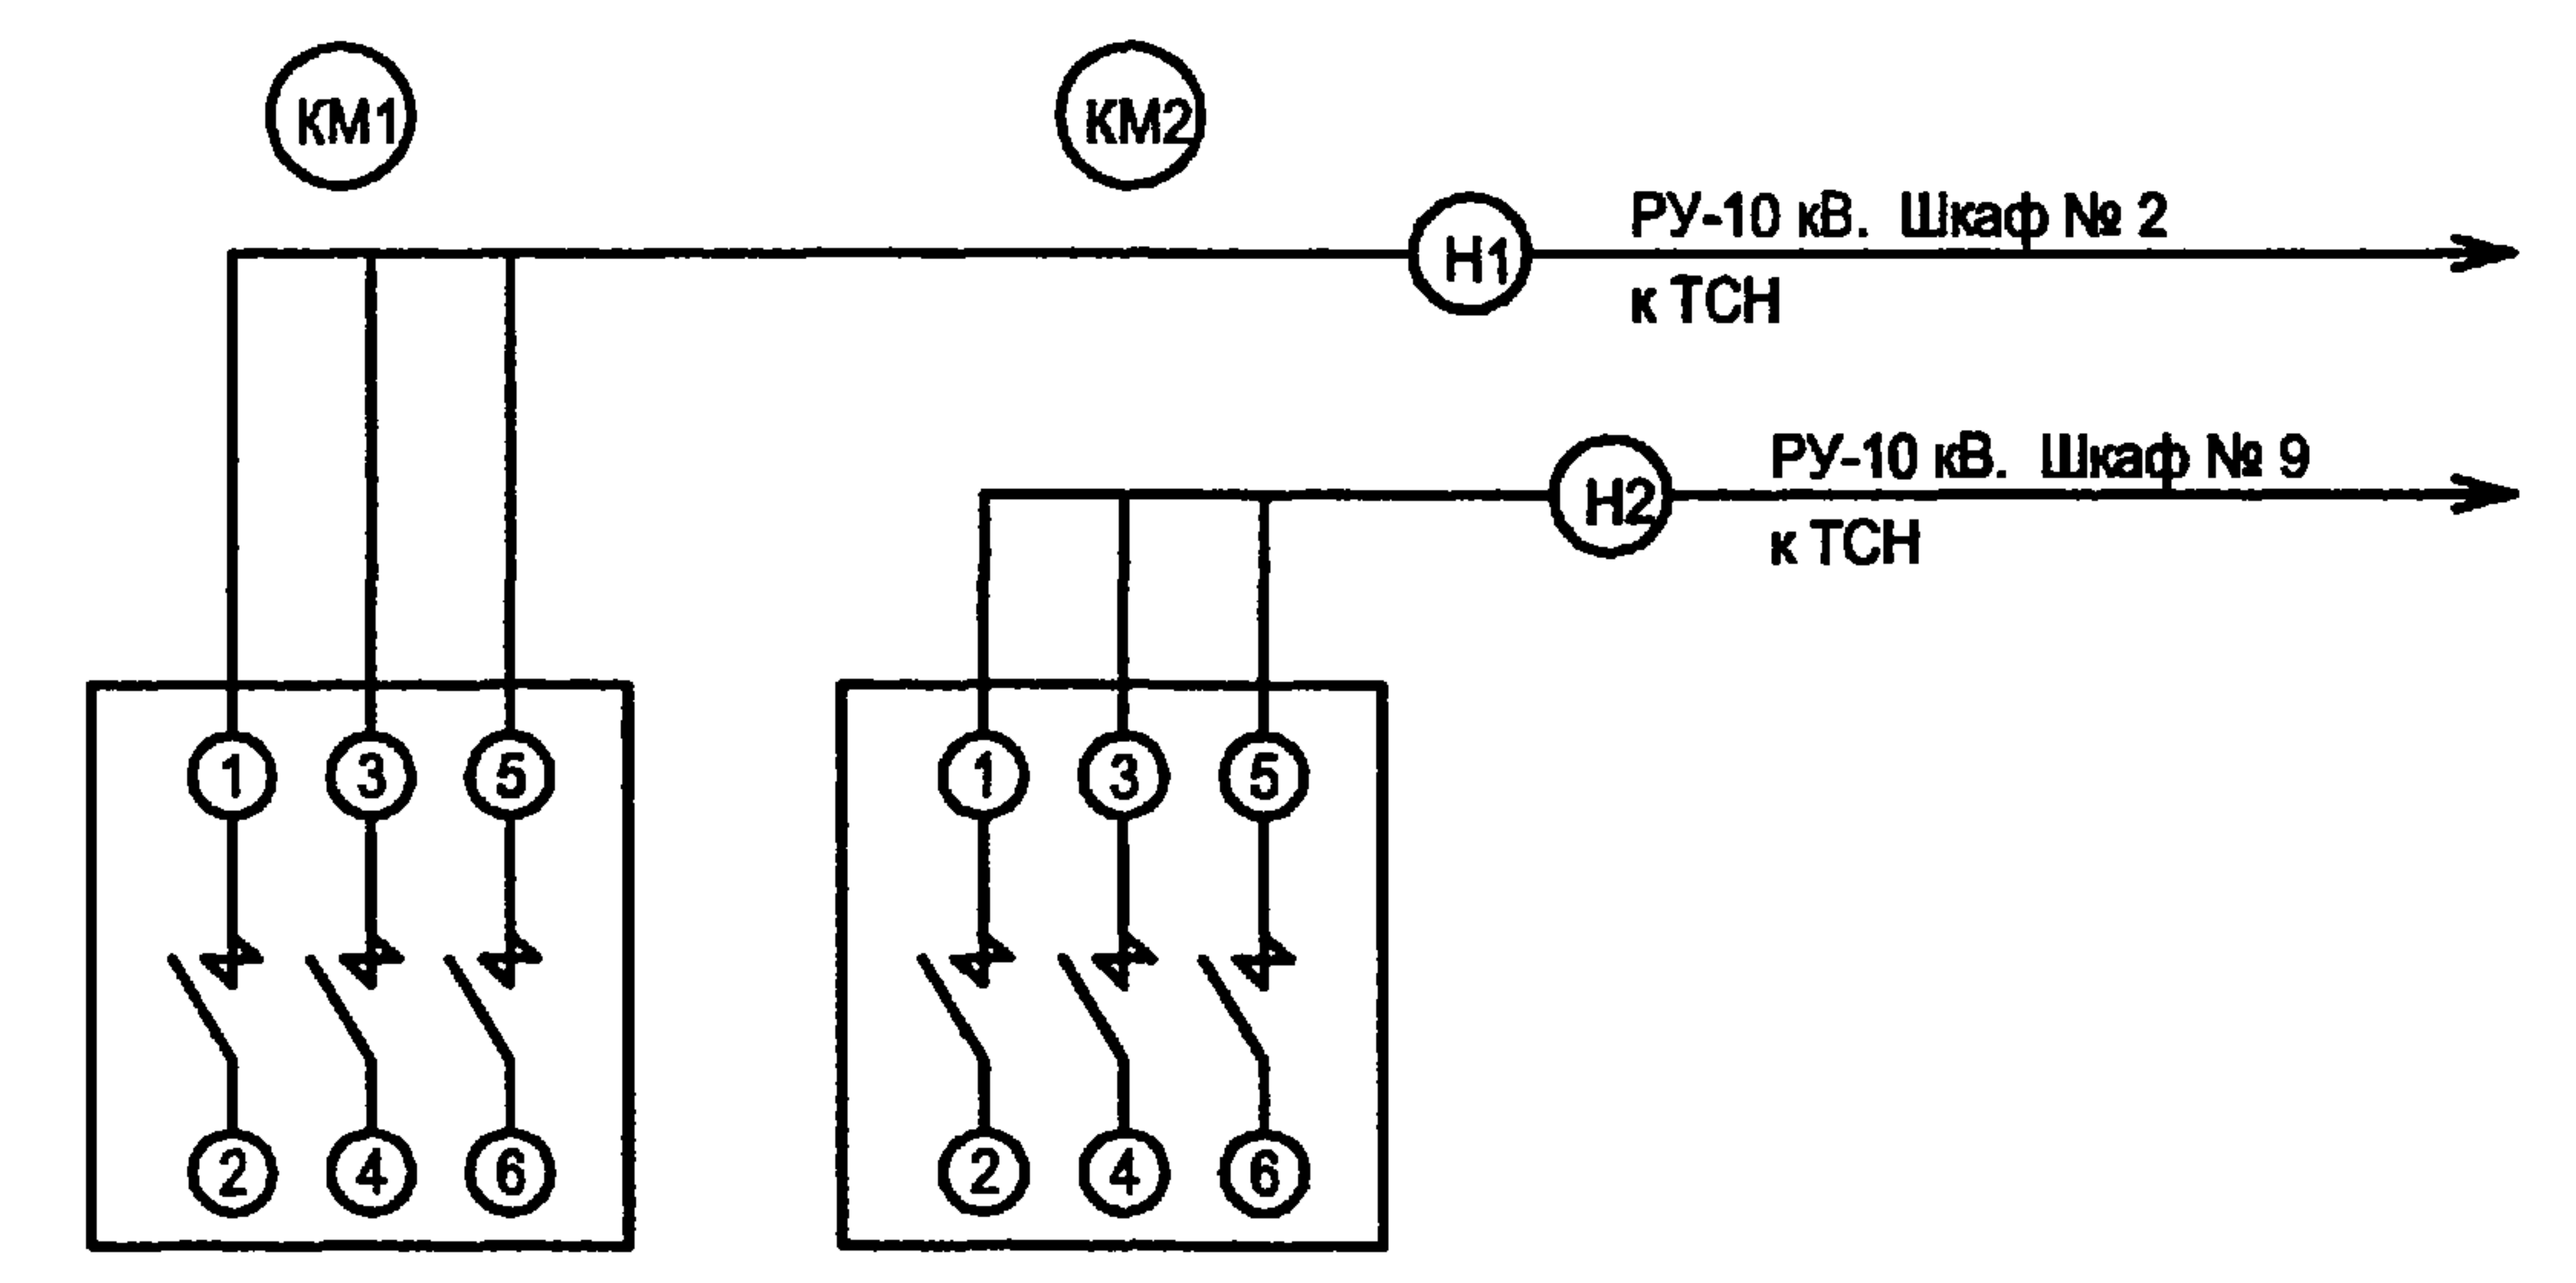 КМ1
КМ2
Н1
РУ-10 кВ. Шкаф № 2
к ТСН
Н2
РУ-10 кВ. Шкаф № 9
к ТСН
1 3 5
1 3 5
2 4 6
2 4 6